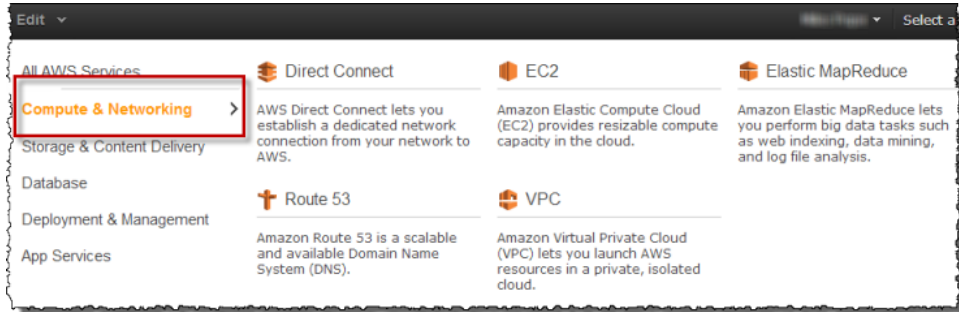 Edit
Select a
All AWS Services
Compute & Networking
Storage & Content Delivery
Database
Deployment & Management
App Services
Direct Connect
AWS Direct Connect lets you
establish a dedicated network
connection from your network to
AWS.
EC2
Amazon Elastic Compute Cloud
(EC2) provides resizable compute
capacity in the cloud.
Elastic MapReduce
Amazon Elastic MapReduce lets
you perform big data tasks such
as web indexing, data mining,
and log file analysis.
Route 53
Amazon Route 53 is a scalable
and available Domain Name
System (DNS).
VPC
Amazon Virtual Private Cloud
(VPC) lets you launch AWS
resources in a private, isolated
cloud.